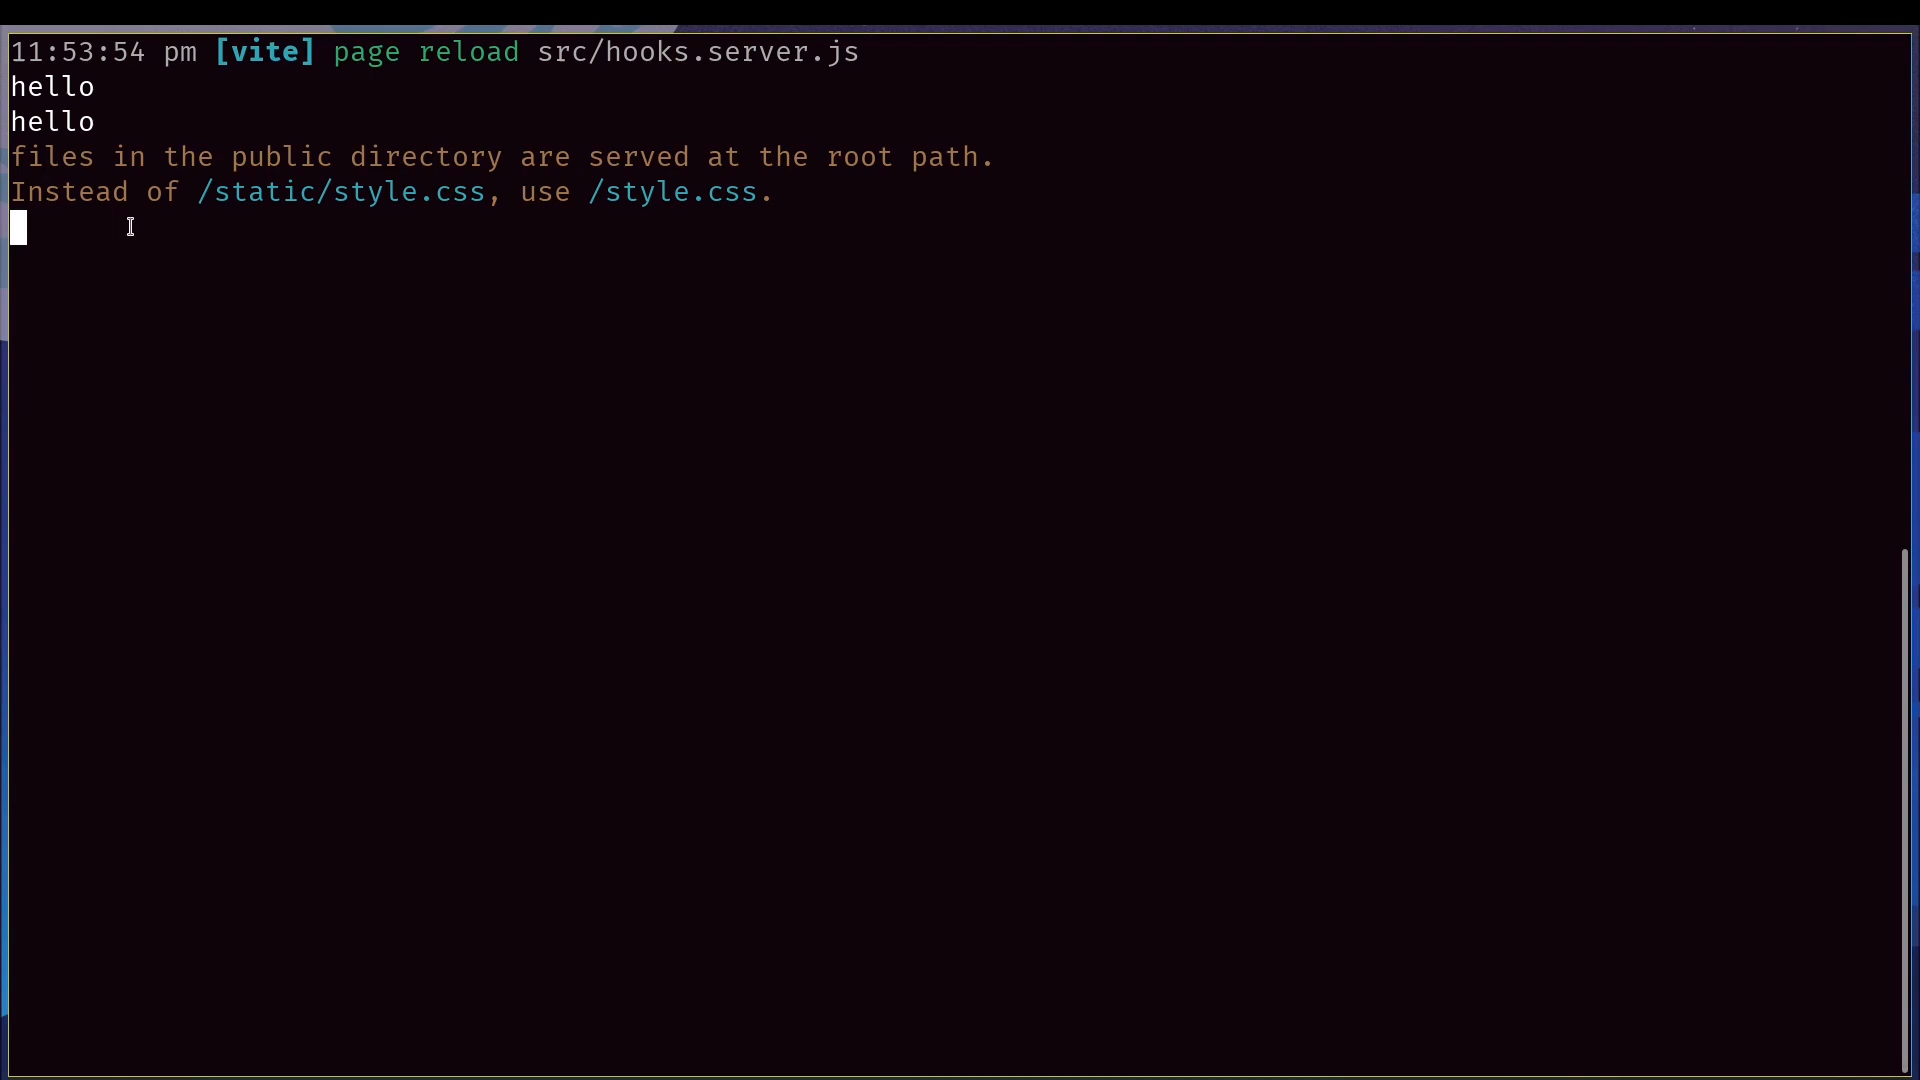 11:53:54 pm [vite] page reload src/hooks.server.js
hello
hello
files in the public directory are served at the root path.
Instead of /static/style.css, use /style.css.